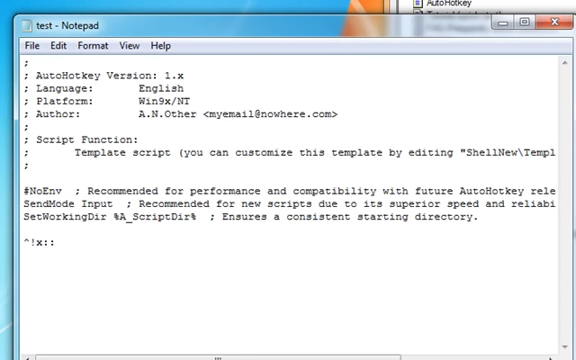 AutoHotkey
test - Notepad
File Edit Format View Help
;
; AutoHotkey Version: 1.x
; Language:       English
; Platform:       Win9x/NT
; Author:         A.N.Other <myemail@nowhere.com>
;
; Script Function:
;       Template script (you can customize this template by editing "ShellNew\Templ
;
#NoEnv  ; Recommended for performance and compatibility with future AutoHotkey rele
SendMode Input  ; Recommended for new scripts due to its superior speed and reliabi
SetWorkingDir %A_ScriptDir%  ; Ensures a consistent starting directory.
^!x::